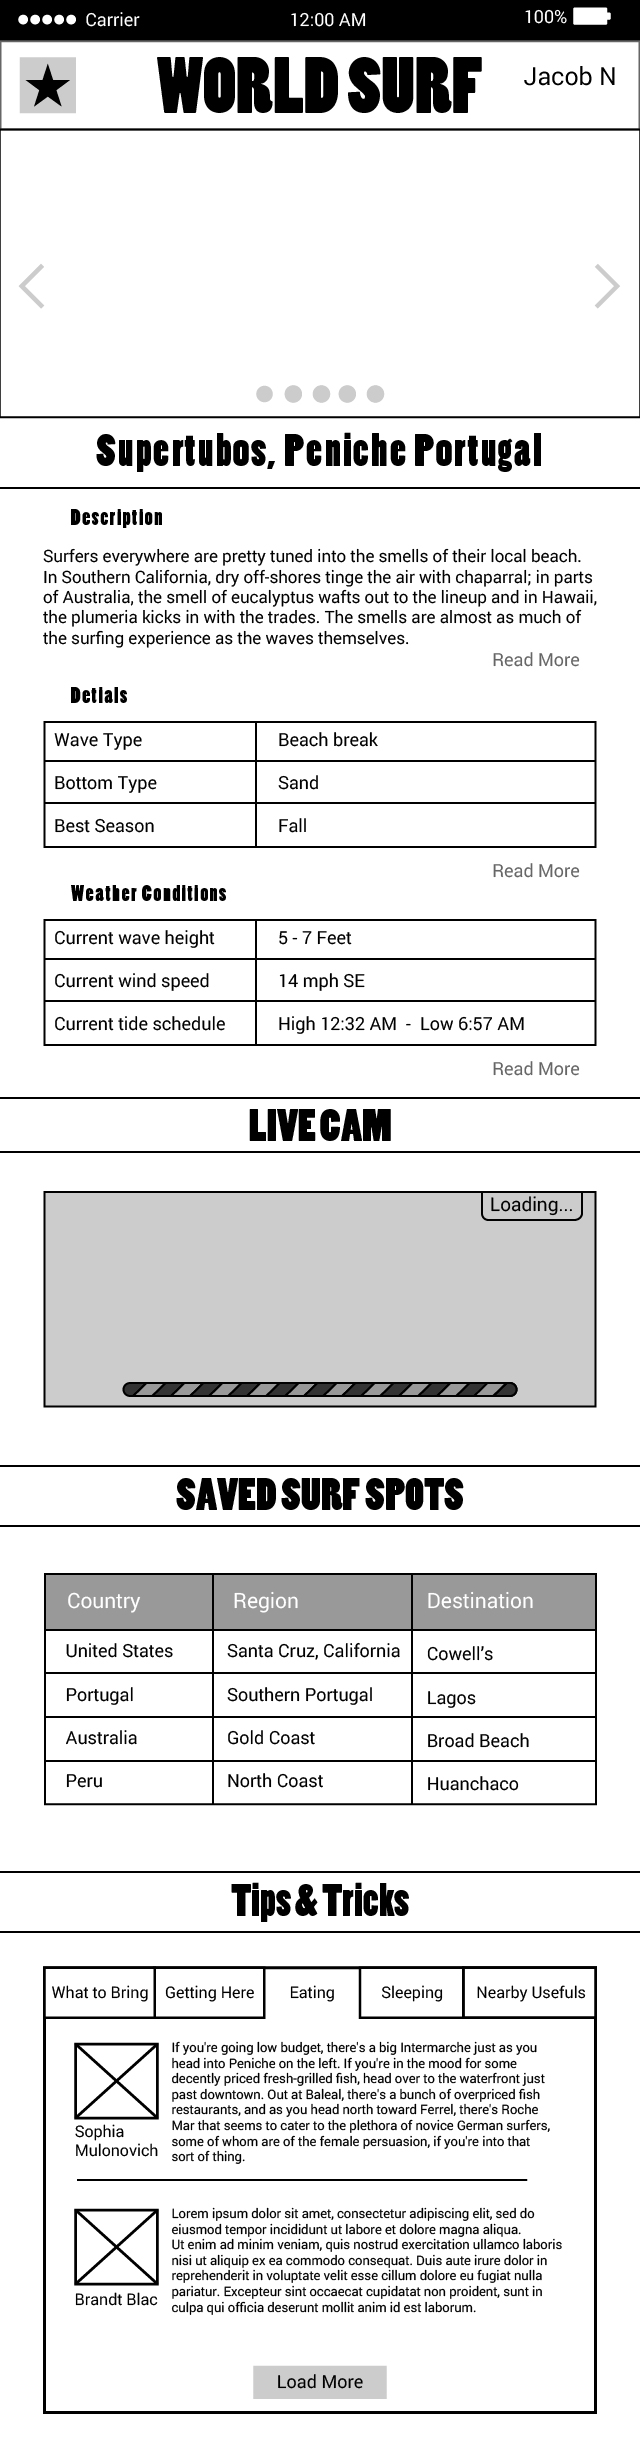 Carrier 12:00 AM 100%
WORLD SURF Jacob N
Supertubos, Peniche Portugal
Description
Surfers everywhere are pretty tuned into the smells of their local beach.
In Southern California, dry off-shores tinge the air with chaparral; in parts
of Australia, the smell of eucalyptus wafts out to the lineup and in Hawaii,
the plumeria kicks in with the trades. The smells are almost as much of
the surfing experience as the waves themselves.
Read More
Detials
Wave Type Beach break
Bottom Type Sand
Best Season Fall
Read More
Weather Conditions
Current wave height 5 - 7 Feet
Current wind speed 14 mph SE
Current tide schedule High 12:32 AM - Low 6:57 AM
Read More
LIVE CAM
Loading...
SAVED SURF SPOTS
Country Region Destination
United States Santa Cruz, California Cowell’s
Portugal Southern Portugal Lagos
Australia Gold Coast Broad Beach
Peru North Coast Huanchaco
Tips & Tricks
What to Bring Getting Here Eating Sleeping Nearby Usefuls
If you're going low budget, there's a big Intermarche just as you
head into Peniche on the left. If you're in the mood for some
decently priced fresh-grilled fish, head over to the waterfront just
past downtown. Out at Baleal, there's a bunch of overpriced fish
restaurants, and as you head north toward Ferrel, there's Roche
Mar that seems to cater to the plethora of novice German surfers,
some of whom are of the female persuasion, if you're into that
sort of thing.
Sophia
Mulonovich
Lorem ipsum dolor sit amet, consectetur adipiscing elit, sed do
eiusmod tempor incididunt ut labore et dolore magna aliqua.
Ut enim ad minim veniam, quis nostrud exercitation ullamco laboris
nisi ut aliquip ex ea commodo consequat. Duis aute irure dolor in
reprehenderit in voluptate velit esse cillum dolore eu fugiat nulla
pariatur. Excepteur sint occaecat cupidatat non proident, sunt in
culpa qui officia deserunt mollit anim id est laborum.
Brandt Blac
Load More